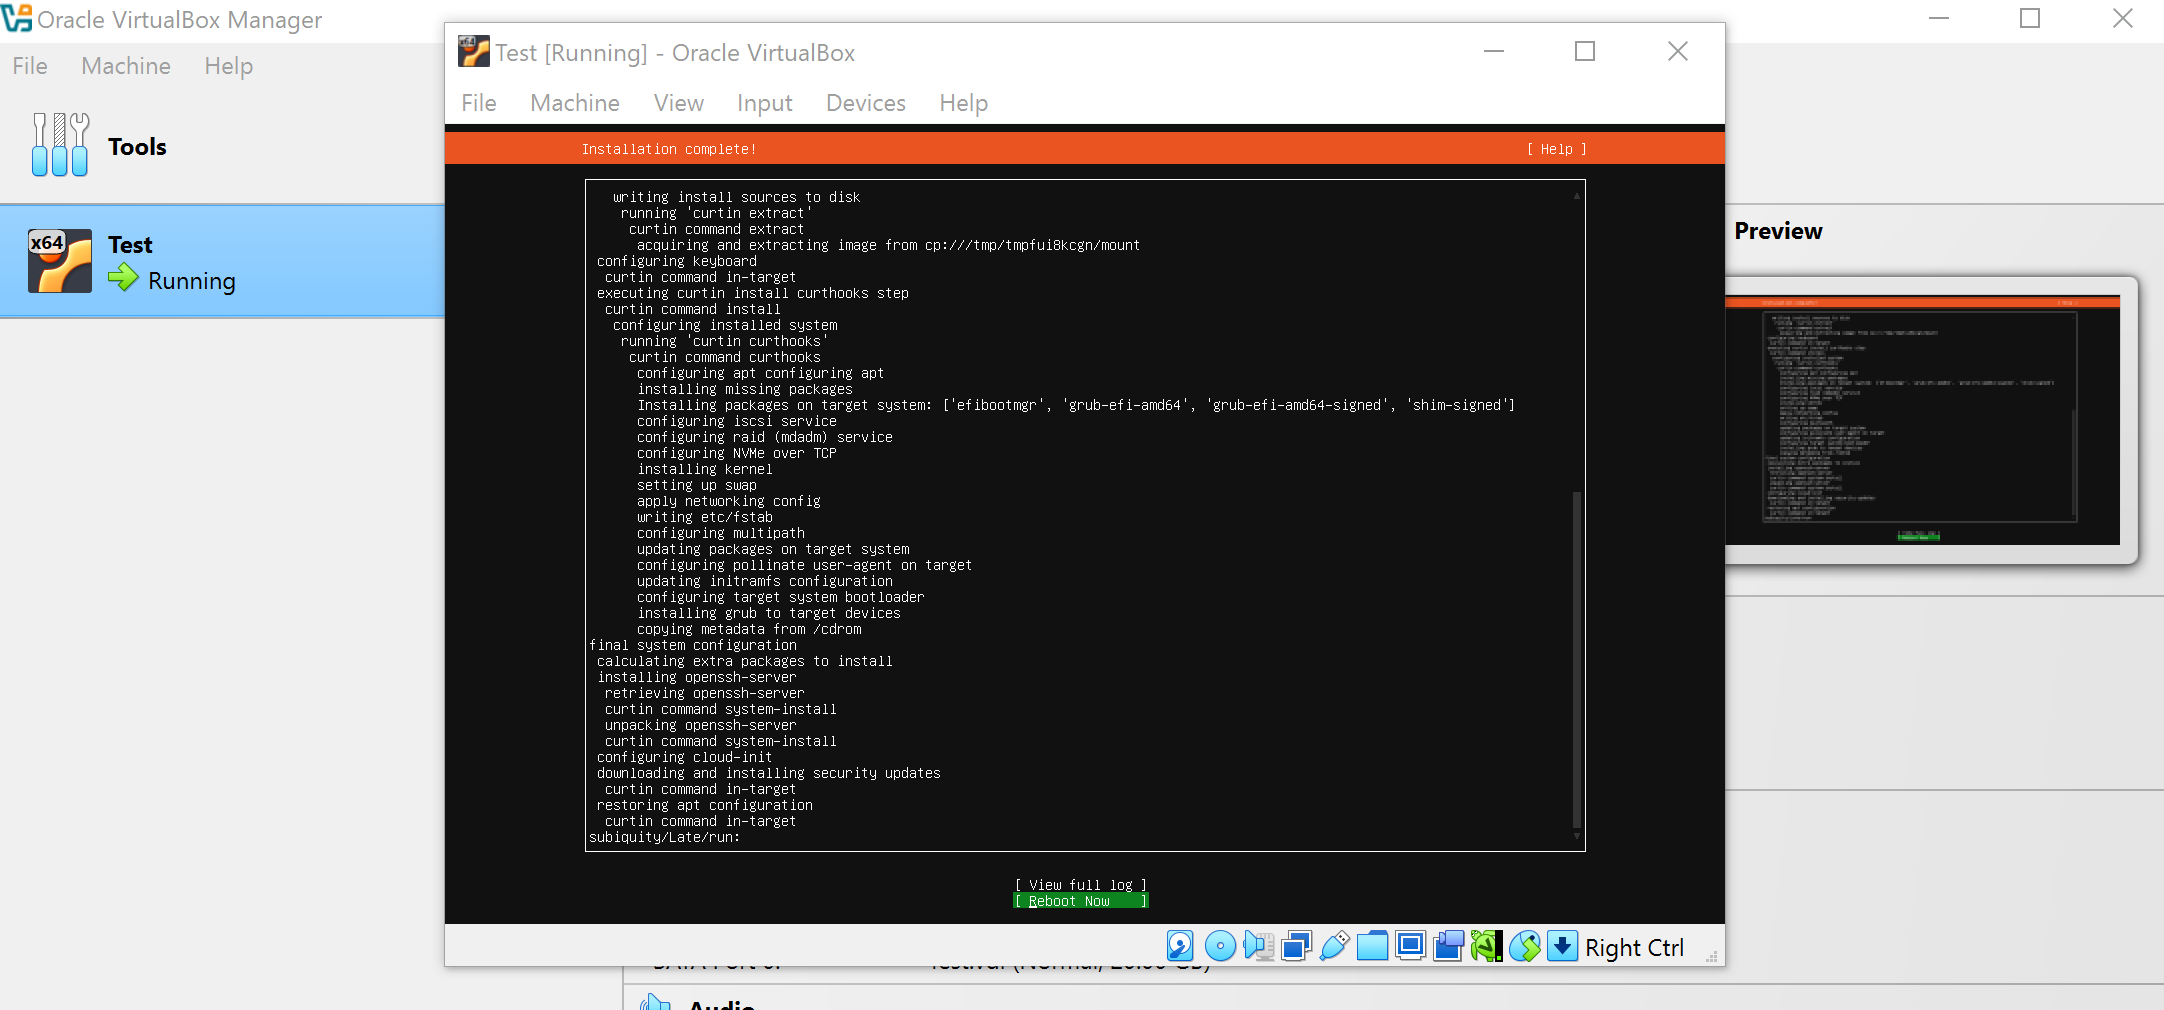 Oracle VirtualBox Manager
File Machine Help
Tools
x64
Test
Running
Preview
x64
Test [Running] - Oracle VirtualBox
File Machine View Input Devices Help
Installation complete! [ Help ]
writing install sources to disk
running 'curtin extract'
curtin command extract
acquiring and extracting image from cp:///tmp/tmpfui8kcgn/mount
configuring keyboard
curtin command in-target
executing curtin install curthooks step
curtin command install
configuring installed system
running 'curtin curthooks'
curtin command curthooks
configuring apt configuring apt
installing missing packages
Installing packages on target system: ['efibootmgr', 'grub-efi-amd64', 'grub-efi-amd64-signed', 'shim-signed']
configuring iscsi service
configuring raid (mdadm) service
configuring NVMe over TCP
installing kernel
setting up swap
apply networking config
writing etc/fstab
configuring multipath
updating packages on target system
configuring pollinate user-agent on target
updating initramfs configuration
configuring target system bootloader
installing grub to target devices
copying metadata from /cdrom
final system configuration
calculating extra packages to install
installing openssh-server
retrieving openssh-server
curtin command system-install
unpacking openssh-server
curtin command system-install
configuring cloud-init
downloading and installing security updates
curtin command in-target
restoring apt configuration
curtin command in-target
subiquity/Late/run:
[ View full log ]
[ Reboot Now ]
Right Ctrl
Audio